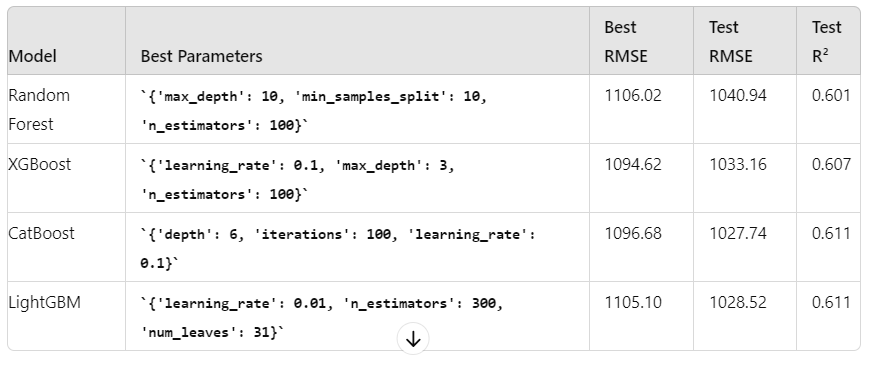 Model Best Parameters Best RMSE Test RMSE Test R²
Random Forest `{'max_depth': 10, 'min_samples_split': 10, 'n_estimators': 100}` 1106.02 1040.94 0.601
XGBoost `{'learning_rate': 0.1, 'max_depth': 3, 'n_estimators': 100}` 1094.62 1033.16 0.607
CatBoost `{'depth': 6, 'iterations': 100, 'learning_rate': 0.1}` 1096.68 1027.74 0.611
LightGBM `{'learning_rate': 0.01, 'n_estimators': 300, 'num_leaves': 31}` 1105.10 1028.52 0.611